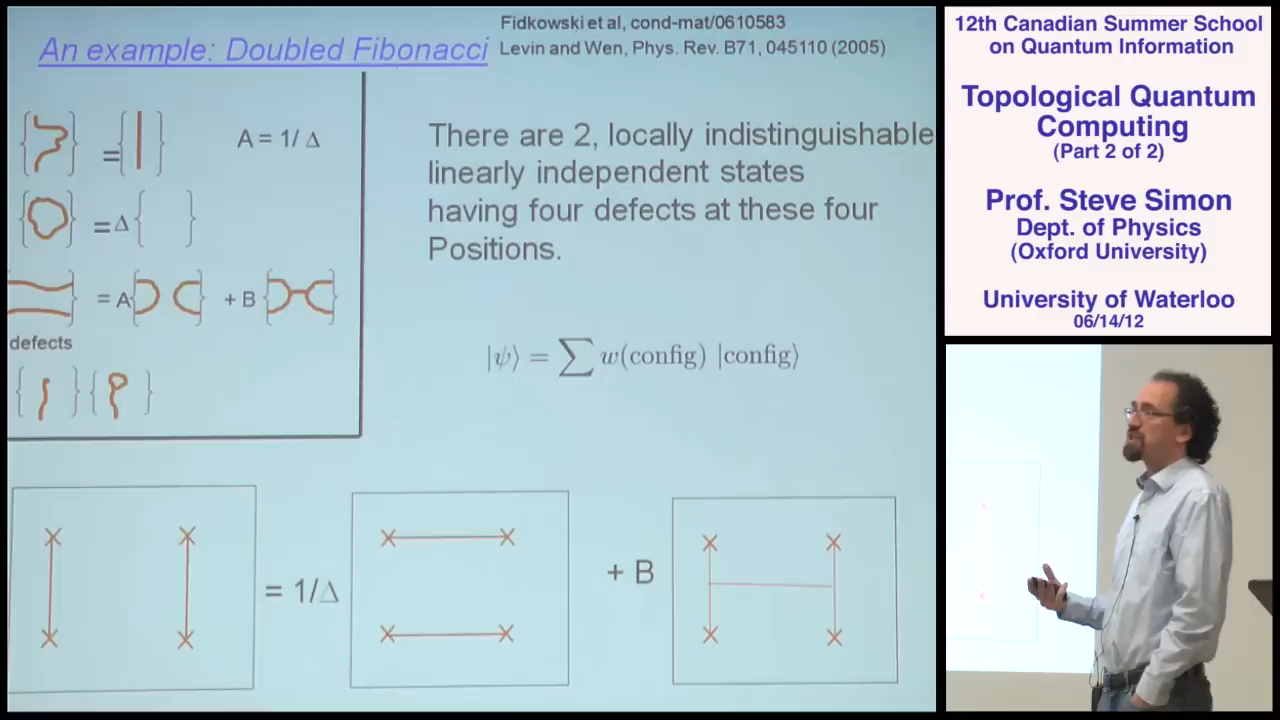 An example: Doubled Fibonacci
Fidkowski et al, cond-mat/0610583
Levin and Wen, Phys. Rev. B71, 045110 (2005)
=
A = 1/ Δ
= Δ
= A
+ B
defects
There are 2, locally indistinguishable
linearly independent states
having four defects at these four
Positions.
|ψ⟩ = ∑ w(config) |config⟩
= 1/Δ
+ B
12th Canadian Summer School
on Quantum Information
Topological Quantum
Computing
(Part 2 of 2)
Prof. Steve Simon
Dept. of Physics
(Oxford University)
University of Waterloo
06/14/12